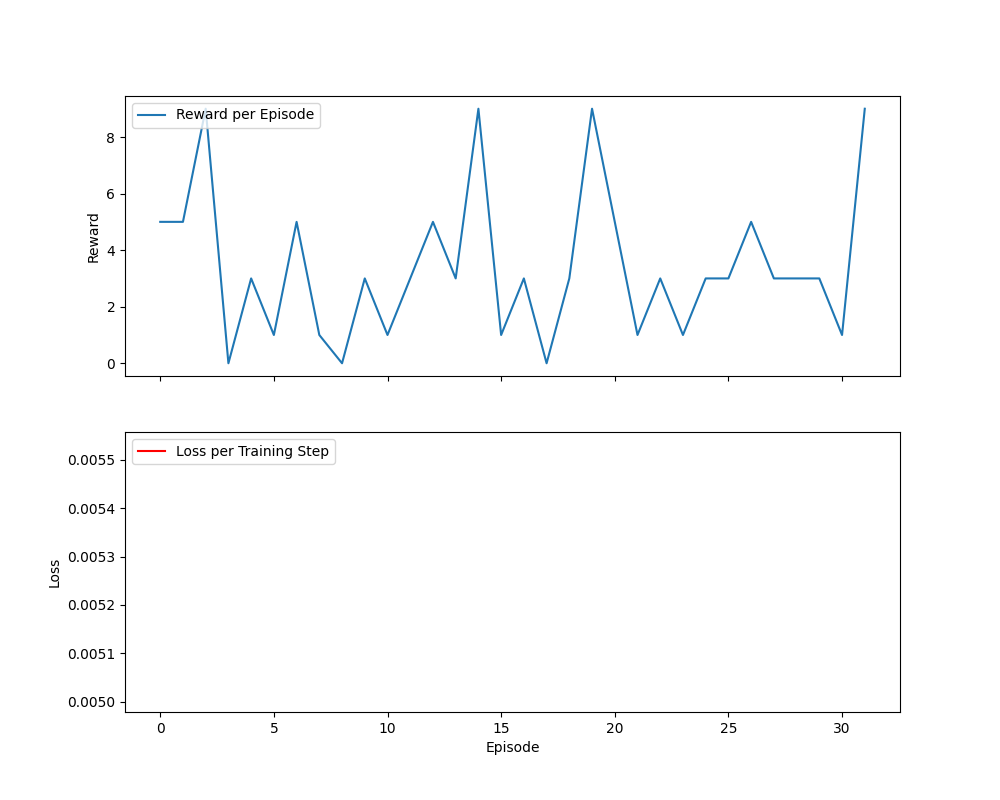 Reward per Episode
8
6
4
2
0
Reward
Loss per Training Step
0.0055
0.0054
0.0053
0.0052
0.0051
0.0050
Loss
0 5 10 15 20 25 30
Episode